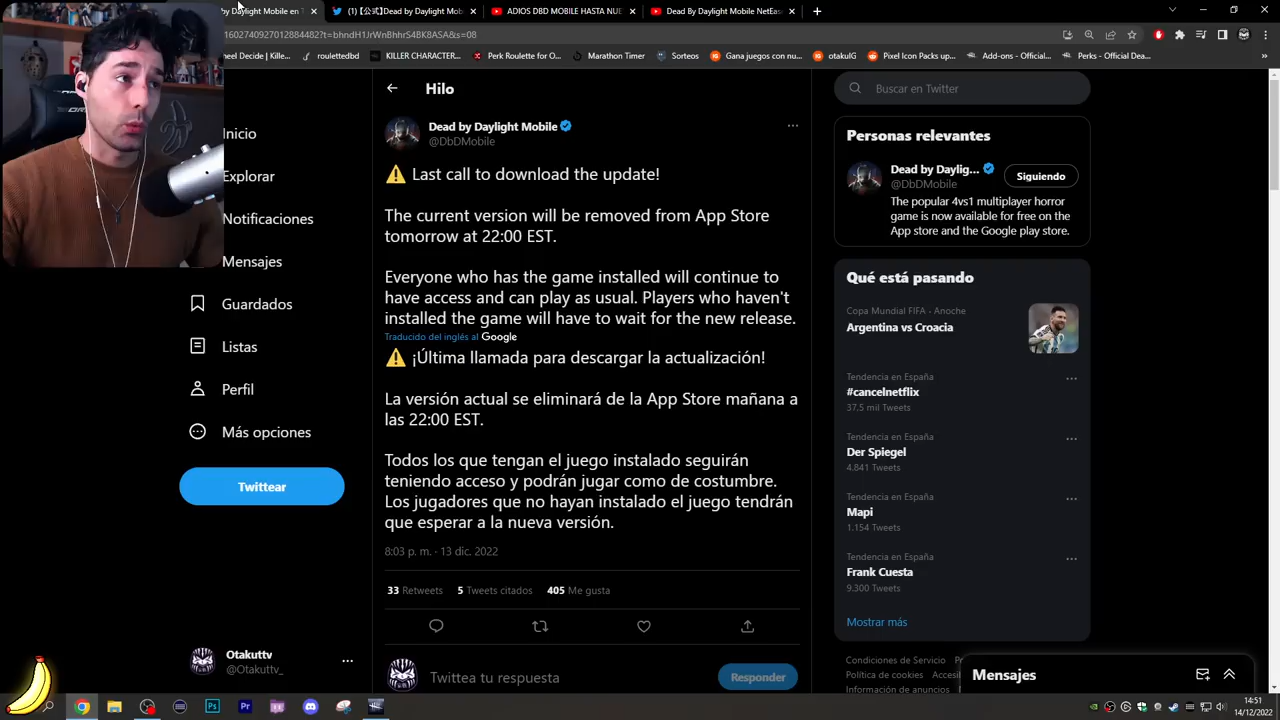 by Daylight Mobile en T
(1) 【公式】Dead by Daylight Mob
ADIOS DBD MOBILE HASTA NUE
Dead By Daylight Mobile NetEas
1602740927012884482?t=bhndH1JrWnBhhrS4BK8ASA&s=08
eel Decide | Kille...
roulettedbd
KILLER CHARACTER...
Perk Roulette for O...
Marathon Timer
Sorteos
Gana juegos con nu...
otakulG
Pixel Icon Packs up...
Add-ons - Official...
Perks - Official Dea...
Inicio
Explorar
Notificaciones
Mensajes
Guardados
Listas
Perfil
Más opciones
Twittear
Otakuttv
@Otakuttv_
Hilo
Dead by Daylight Mobile
@DbDMobile
Last call to download the update!
The current version will be removed from App Store
tomorrow at 22:00 EST.
Everyone who has the game installed will continue to
have access and can play as usual. Players who haven't
installed the game will have to wait for the new release.
Traducido del inglés al Google
¡Última llamada para descargar la actualización!
La versión actual se eliminará de la App Store mañana a
las 22:00 EST.
Todos los que tengan el juego instalado seguirán
teniendo acceso y podrán jugar como de costumbre.
Los jugadores que no hayan instalado el juego tendrán
que esperar a la nueva versión.
8:03 p. m. · 13 dic. 2022
33 Retweets 5 Tweets citados 405 Me gusta
Twittea tu respuesta
Responder
Buscar en Twitter
Personas relevantes
Dead by Daylig...
@DbDMobile
Siguiendo
The popular 4vs1 multiplayer horror
game is now available for free on the
App store and the Google play store.
Qué está pasando
Copa Mundial FIFA · Anoche
Argentina vs Croacia
Tendencia en España
#cancelnetflix
37,5 mil Tweets
Tendencia en España
Der Spiegel
4.841 Tweets
Tendencia en España
Mapi
1.154 Tweets
Tendencia en España
Frank Cuesta
9.300 Tweets
Mostrar más
Condiciones de Servicio
Política de cookies
Información de anuncios
Mensajes
14:51
14/12/2022